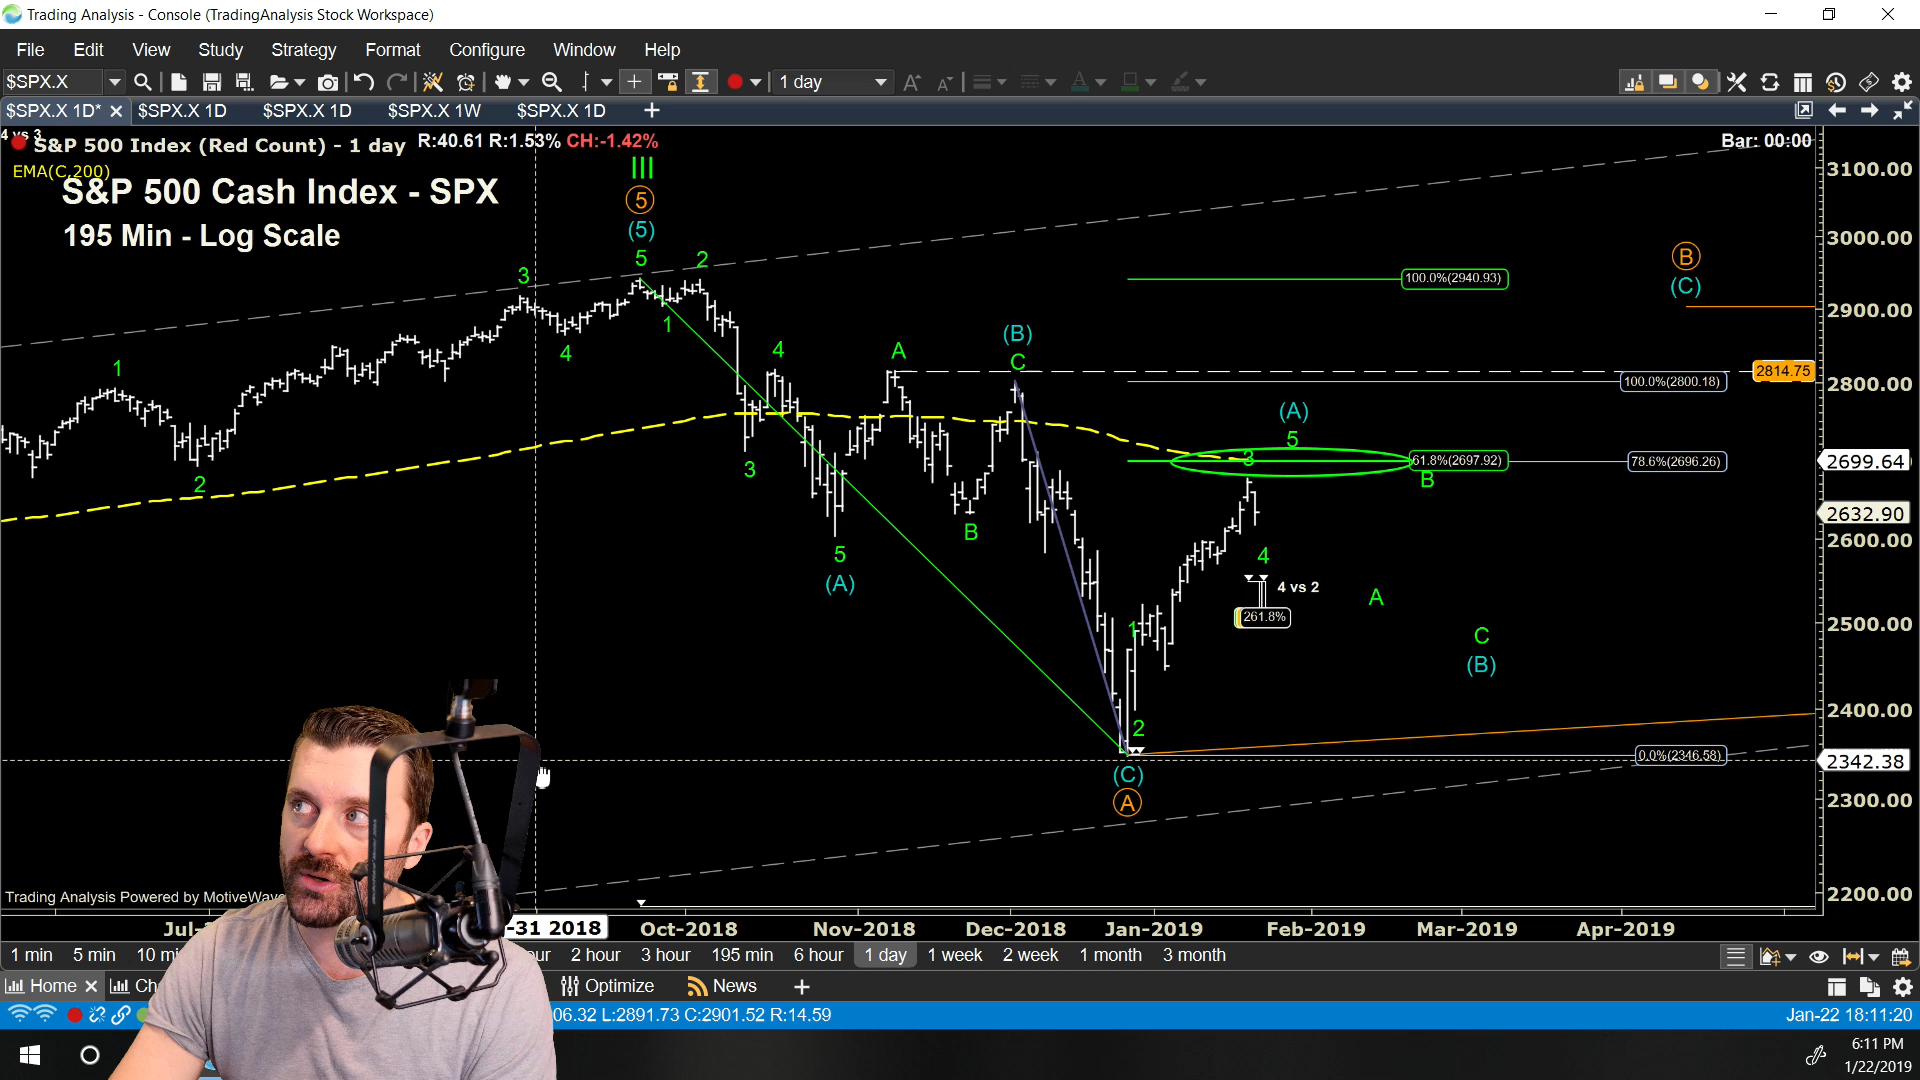 Trading Analysis - Console (TradingAnalysis Stock Workspace)
File Edit View Study Strategy Format Configure Window Help
$SPX.X 1 day
$SPX.X 1D* $SPX.X 1D $SPX.X 1D $SPX.X 1W $SPX.X 1D
4 vs 3
S&P 500 Index (Red Count) - 1 day R:40.61 R:1.53% CH:-1.42% Bar: 00:00
EMA(C,200)
S&P 500 Cash Index - SPX
195 Min - Log Scale
III
5
(5)
5
2
3
1
4
1
2
3
4
5
(A)
A
B
(B)
C
1
2
(C)
A
3
4
4 vs 2
261.8%
(A)
5
B
A
C
(B)
B
(C)
100.0%(2940.93)
100.0%(2800.18)
61.8%(2697.92)
78.6%(2696.26)
0.0%(2346.58)
3100.00
3000.00
2900.00
2814.75
2800.00
2699.64
2632.90
2600.00
2500.00
2400.00
2342.38
2300.00
2200.00
Trading Analysis Powered by MotiveWave
-31 2018 Oct-2018 Nov-2018 Dec-2018 Jan-2019 Feb-2019 Mar-2019 Apr-2019
1 min 5 min 2 hour 3 hour 195 min 6 hour 1 day 1 week 2 week 1 month 3 month
Home Optimize News
06.32 L:2891.73 C:2901.52 R:14.59 Jan-22 18:11:20
6:11 PM
1/22/2019